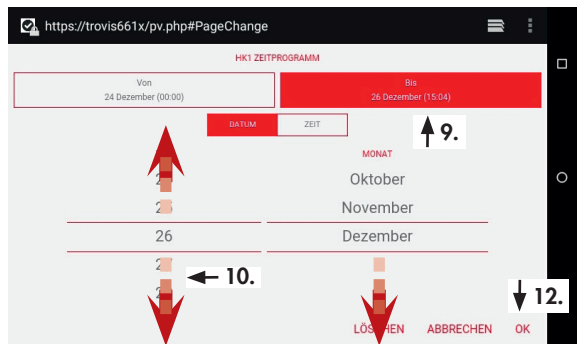 https://trovis661x/pv.php#PageChange
HK1 ZEITPROGRAMM
Von
24 Dezember (00:00)
Bis
26 Dezember (15:04)
DATUM
ZEIT
9.
MONAT
Oktober
November
26
Dezember
10.
12.
LÖSCHEN
ABBRECHEN
OK